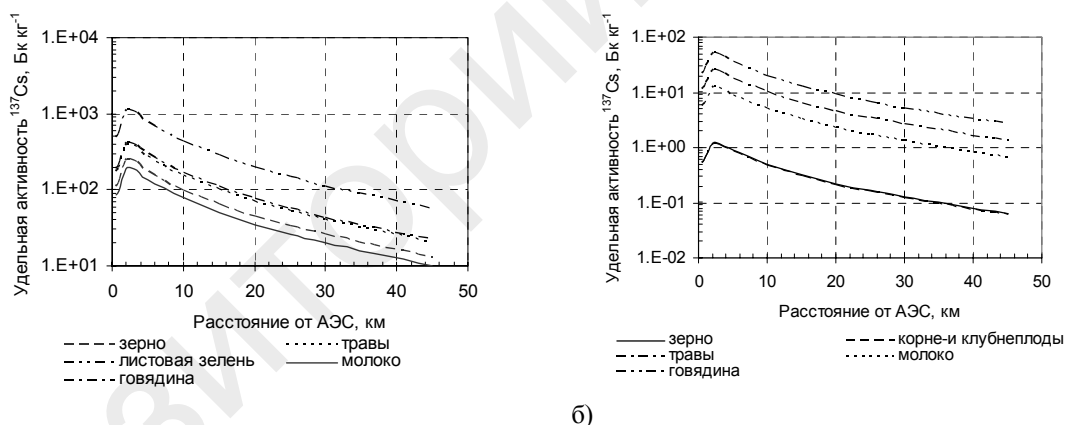 Удельная активность ¹³⁷Cs, Бк кг⁻¹
1.E+04
1.E+03
1.E+02
1.E+01
0 10 20 30 40 50
Расстояние от АЭС, км
зерно
травы
листовая зелень
молоко
говядина
Удельная активность ¹³⁷Cs, Бк кг⁻¹
1.E+02
1.E+01
1.E+00
1.E-01
1.E-02
0 10 20 30 40 50
Расстояние от АЭС, км
зерно
корне-и клубнеплоды
травы
молоко
говядина
б)
зитории